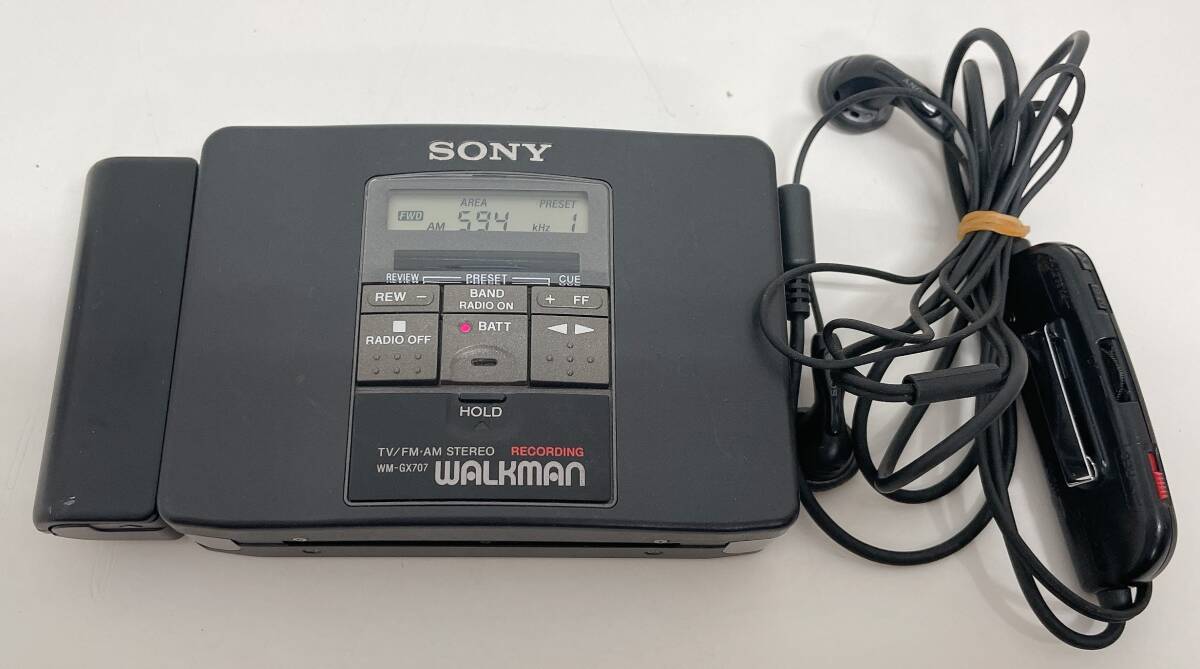 SONY
AREA PRESET
FWD AM 594 kHz 1
REVIEW PRESET CUE
REW − BAND + FF
RADIO ON
RADIO OFF BATT
HOLD
TV/FM·AM STEREO RECORDING
WM-GX707 WALKMAN